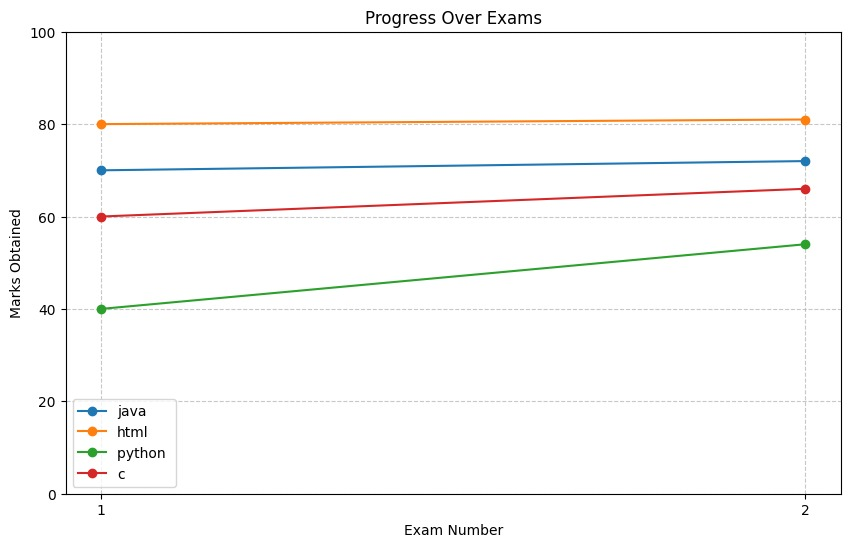 Progress Over Exams
Marks Obtained
100
80
60
40
20
0
java
html
python
c
1
2
Exam Number